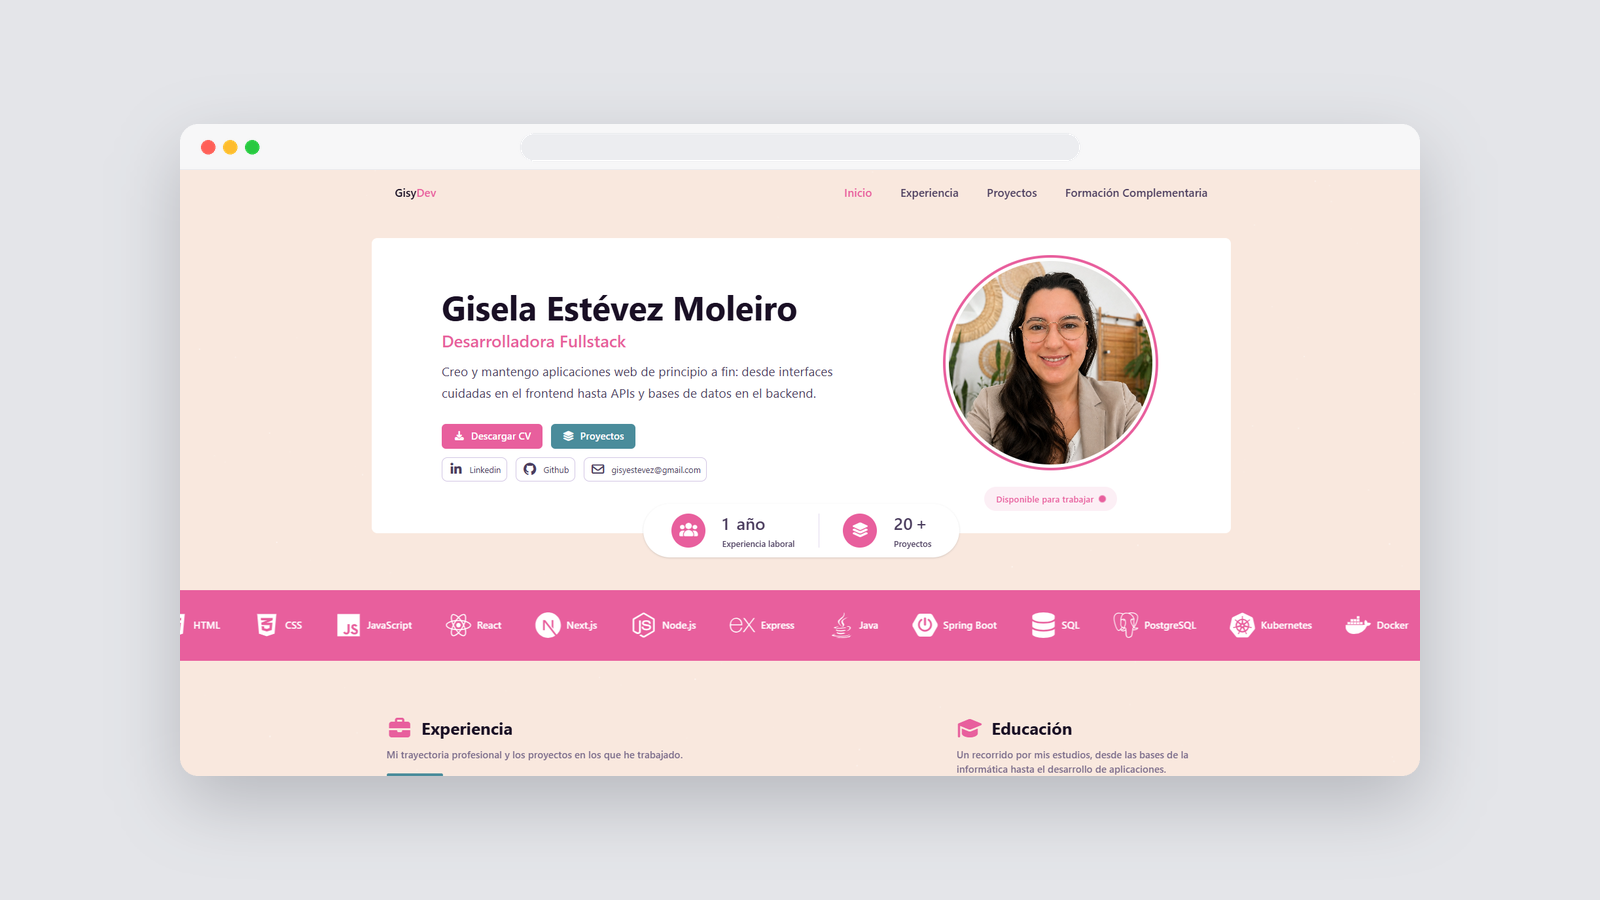 GisyDev
Inicio
Experiencia
Proyectos
Formación Complementaria
Gisela Estévez Moleiro
Desarrolladora Fullstack
Creo y mantengo aplicaciones web de principio a fin: desde interfaces
cuidadas en el frontend hasta APIs y bases de datos en el backend.
Descargar CV
Proyectos
in Linkedin
Github
gisyestevez@gmail.com
Disponible para trabajar
1 año
Experiencia laboral
20 +
Proyectos
HTML
CSS
JS JavaScript
React
N Next.js
JS Node.js
ex Express
Java
Spring Boot
SQL
PostgreSQL
Kubernetes
Docker
Experiencia
Mi trayectoria profesional y los proyectos en los que he trabajado.
Educación
Un recorrido por mis estudios, desde las bases de la
informática hasta el desarrollo de aplicaciones.